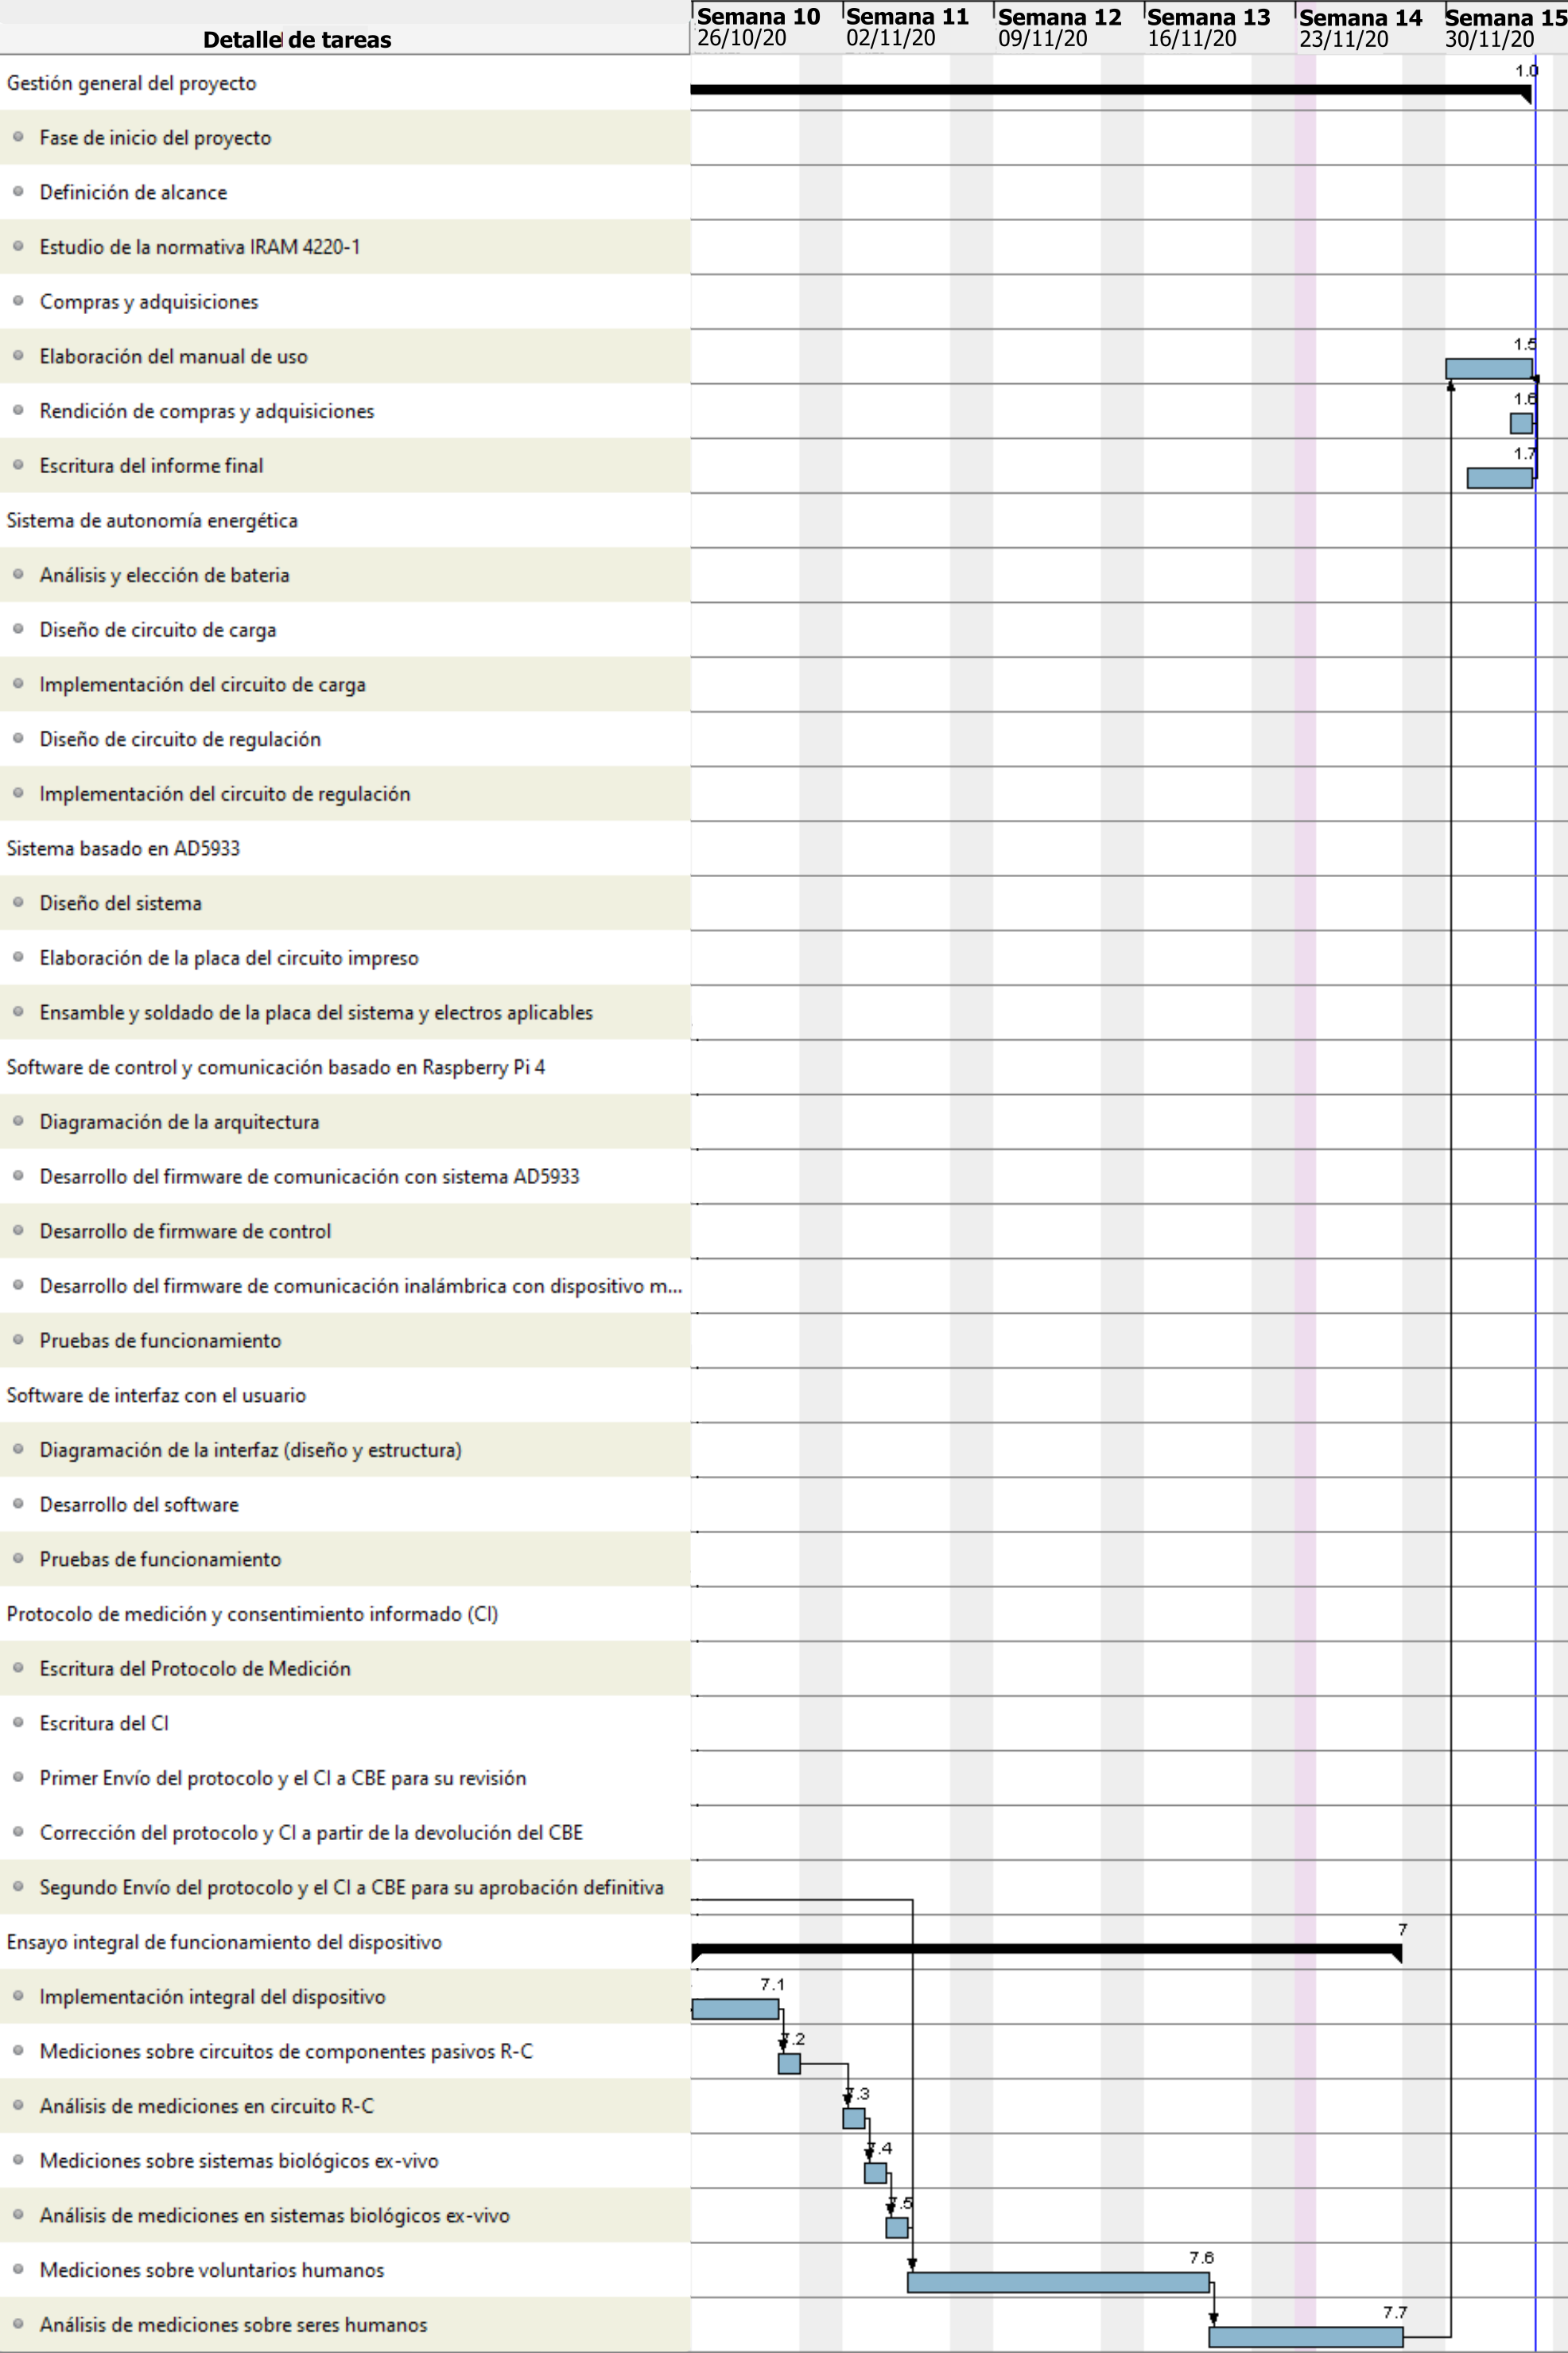 Semana 10 Semana 11 Semana 12 Semana 13 Semana 14 Semana 15
Detalle de tareas 26/10/20 02/11/20 09/11/20 16/11/20 23/11/20 30/11/20
Gestión general del proyecto 1.0
Fase de inicio del proyecto
Definición de alcance
Estudio de la normativa IRAM 4220-1
Compras y adquisiciones
Elaboración del manual de uso 1.5
Rendición de compras y adquisiciones 1.6
Escritura del informe final 1.7
Sistema de autonomía energética
Análisis y elección de bateria
Diseño de circuito de carga
Implementación del circuito de carga
Diseño de circuito de regulación
Implementación del circuito de regulación
Sistema basado en AD5933
Diseño del sistema
Elaboración de la placa del circuito impreso
Ensamble y soldado de la placa del sistema y electros aplicables
Software de control y comunicación basado en Raspberry Pi 4
Diagramación de la arquitectura
Desarrollo del firmware de comunicación con sistema AD5933
Desarrollo de firmware de control
Desarrollo del firmware de comunicación inalámbrica con dispositivo m...
Pruebas de funcionamiento
Software de interfaz con el usuario
Diagramación de la interfaz (diseño y estructura)
Desarrollo del software
Pruebas de funcionamiento
Protocolo de medición y consentimiento informado (CI)
Escritura del Protocolo de Medición
Escritura del CI
Primer Envío del protocolo y el CI a CBE para su revisión
Corrección del protocolo y CI a partir de la devolución del CBE
Segundo Envío del protocolo y el CI a CBE para su aprobación definitiva
Ensayo integral de funcionamiento del dispositivo 7
Implementación integral del dispositivo 7.1
Mediciones sobre circuitos de componentes pasivos R-C 7.2
Análisis de mediciones en circuito R-C 7.3
Mediciones sobre sistemas biológicos ex-vivo 7.4
Análisis de mediciones en sistemas biológicos ex-vivo 7.5
Mediciones sobre voluntarios humanos 7.6
Análisis de mediciones sobre seres humanos 7.7